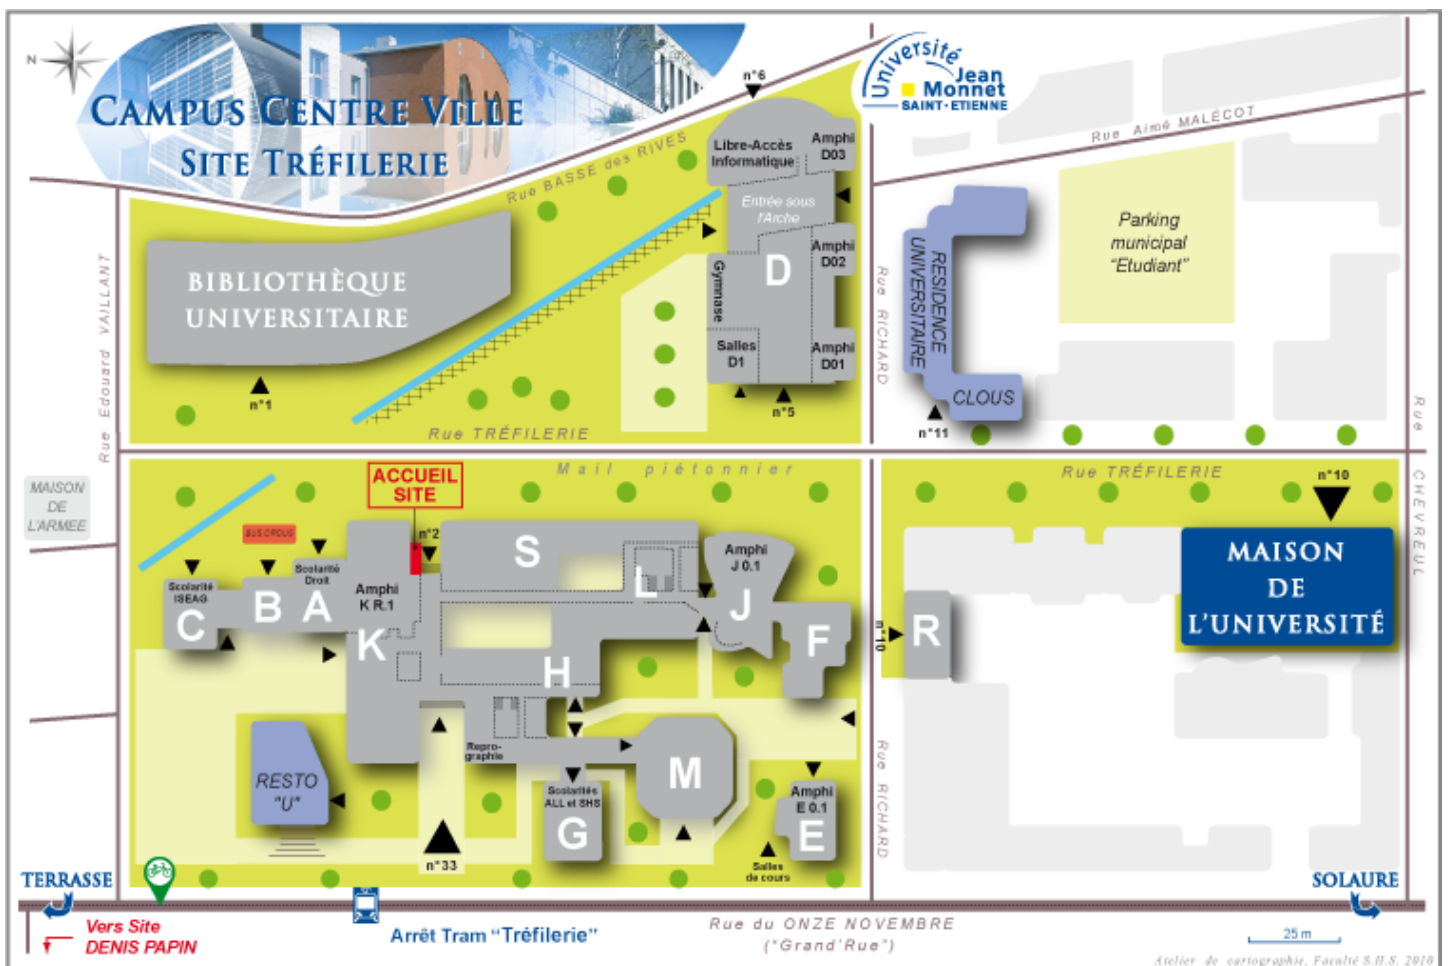 N
CAMPUS CENTRE VILLE
SITE TRÉFILERIE
Université
Jean
Monnet
SAINT-ETIENNE
n°6
Rue Aimé MALÉCOT
Rue BASSE des RIVES
Libre-Accès
Informatique
Amphi
D03
Entrée sous
l'Arche
D
Amphi
D02
Gymnase
Salles
D1
Amphi
D01
n°5
BIBLIOTHÈQUE
UNIVERSITAIRE
n°1
Rue Edouard VAILLANT
Rue RICHARD
RESIDENCE
UNIVERSITAIRE
CLOUS
n°11
Parking
municipal
"Etudiant"
Rue TRÉFILERIE
Mail piétonnier
Rue TRÉFILERIE
Rue
CHEVREUL
MAISON
DE
L'ARMEE
ACCUEIL
SITE
n°2
BUS CROUS
Scolarité
ISEAG
C
B
Scolarité
Droit
A
Amphi
K R.1
K
S
L
Amphi
J 0.1
J
F
H
n°10
R
n°10
MAISON
DE
L'UNIVERSITÉ
RESTO
"U"
Repro-
graphie
Scolarités
ALL et SHS
G
M
Amphi
E 0.1
E
Salles
de cours
n°33
Rue RICHARD
TERRASSE
SOLAURE
Vers Site
DENIS PAPIN
Arrêt Tram "Tréfilerie"
Rue du ONZE NOVEMBRE
("Grand'Rue")
25 m
Atelier de cartographie, Faculté S.H.S. 2010